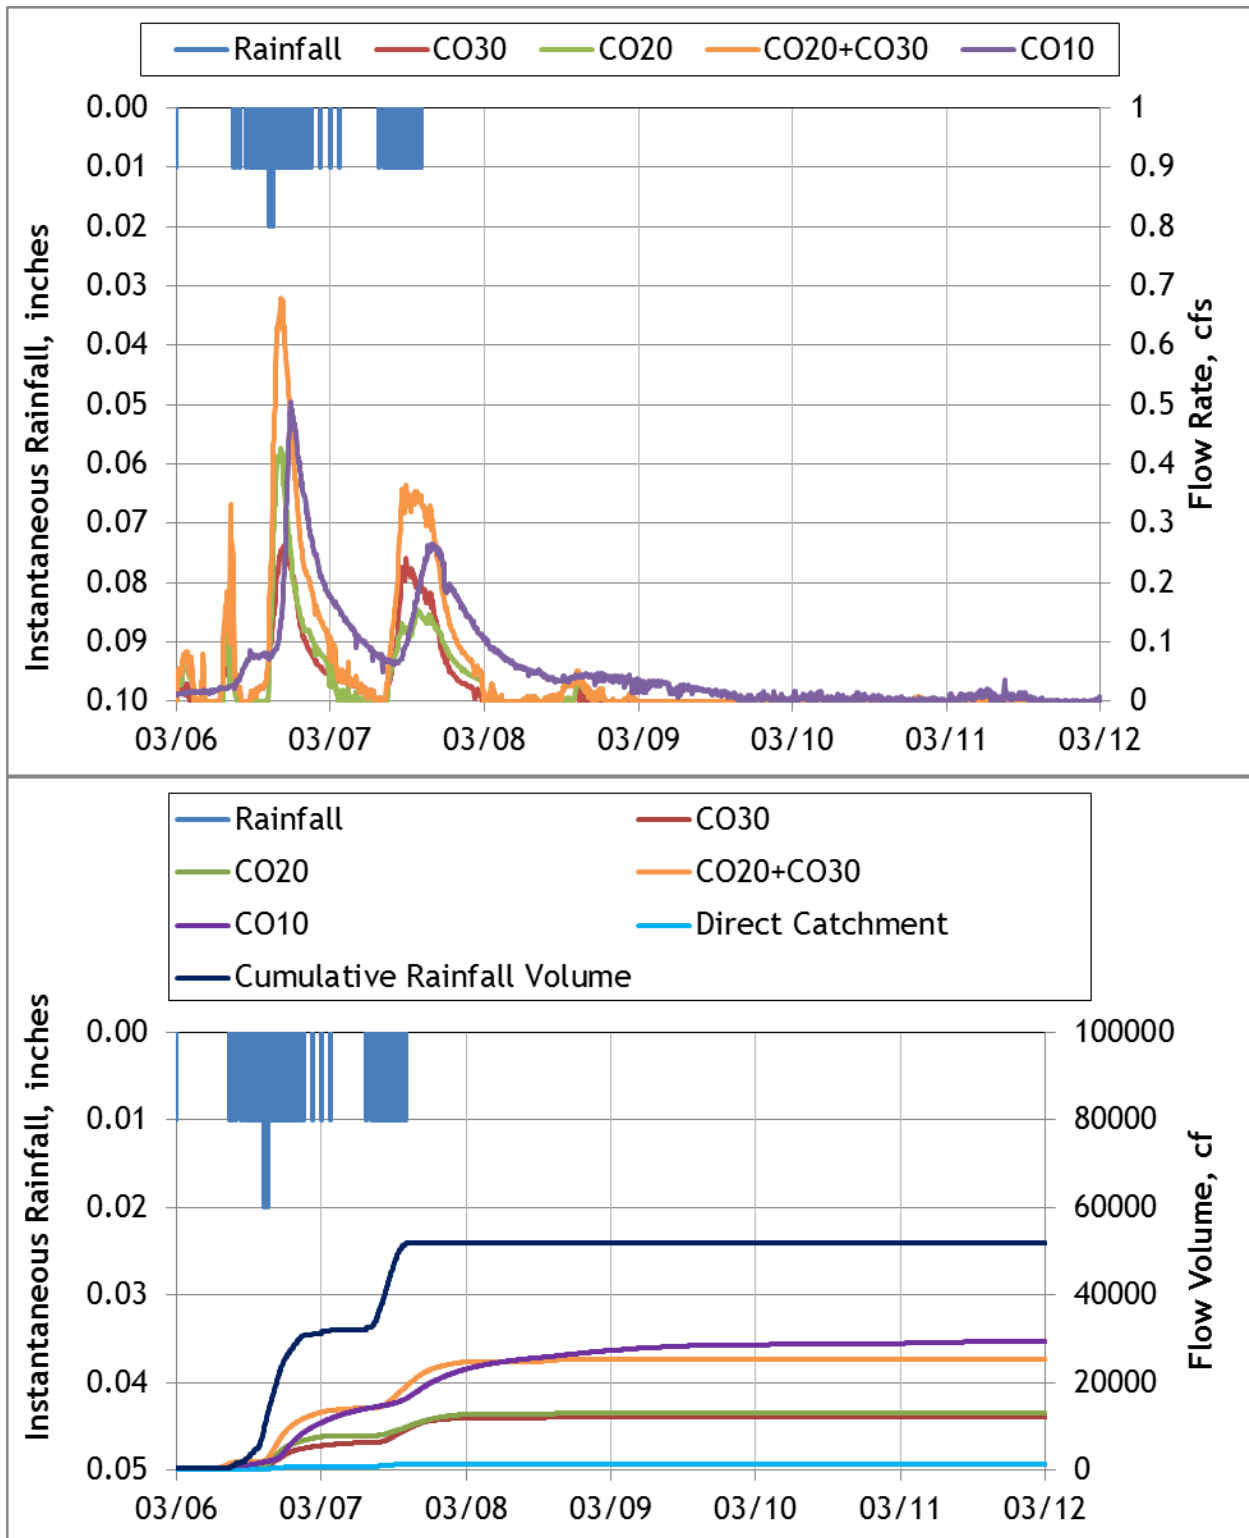 Rainfall CO30 CO20 CO20+CO30 CO10
0.00 1
0.01 0.9
0.02 0.8
0.03 0.7
0.04 0.6
0.05 0.5
0.06 0.4
0.07 0.3
0.08 0.2
0.09 0.1
0.10 0
Instantaneous Rainfall, inches
Flow Rate, cfs
03/06 03/07 03/08 03/09 03/10 03/11 03/12
Rainfall CO30
CO20 CO20+CO30
CO10 Direct Catchment
Cumulative Rainfall Volume
0.00 100000
0.01 80000
0.02 60000
0.03 40000
0.04 20000
0.05 0
Instantaneous Rainfall, inches
Flow Volume, cf
03/06 03/07 03/08 03/09 03/10 03/11 03/12